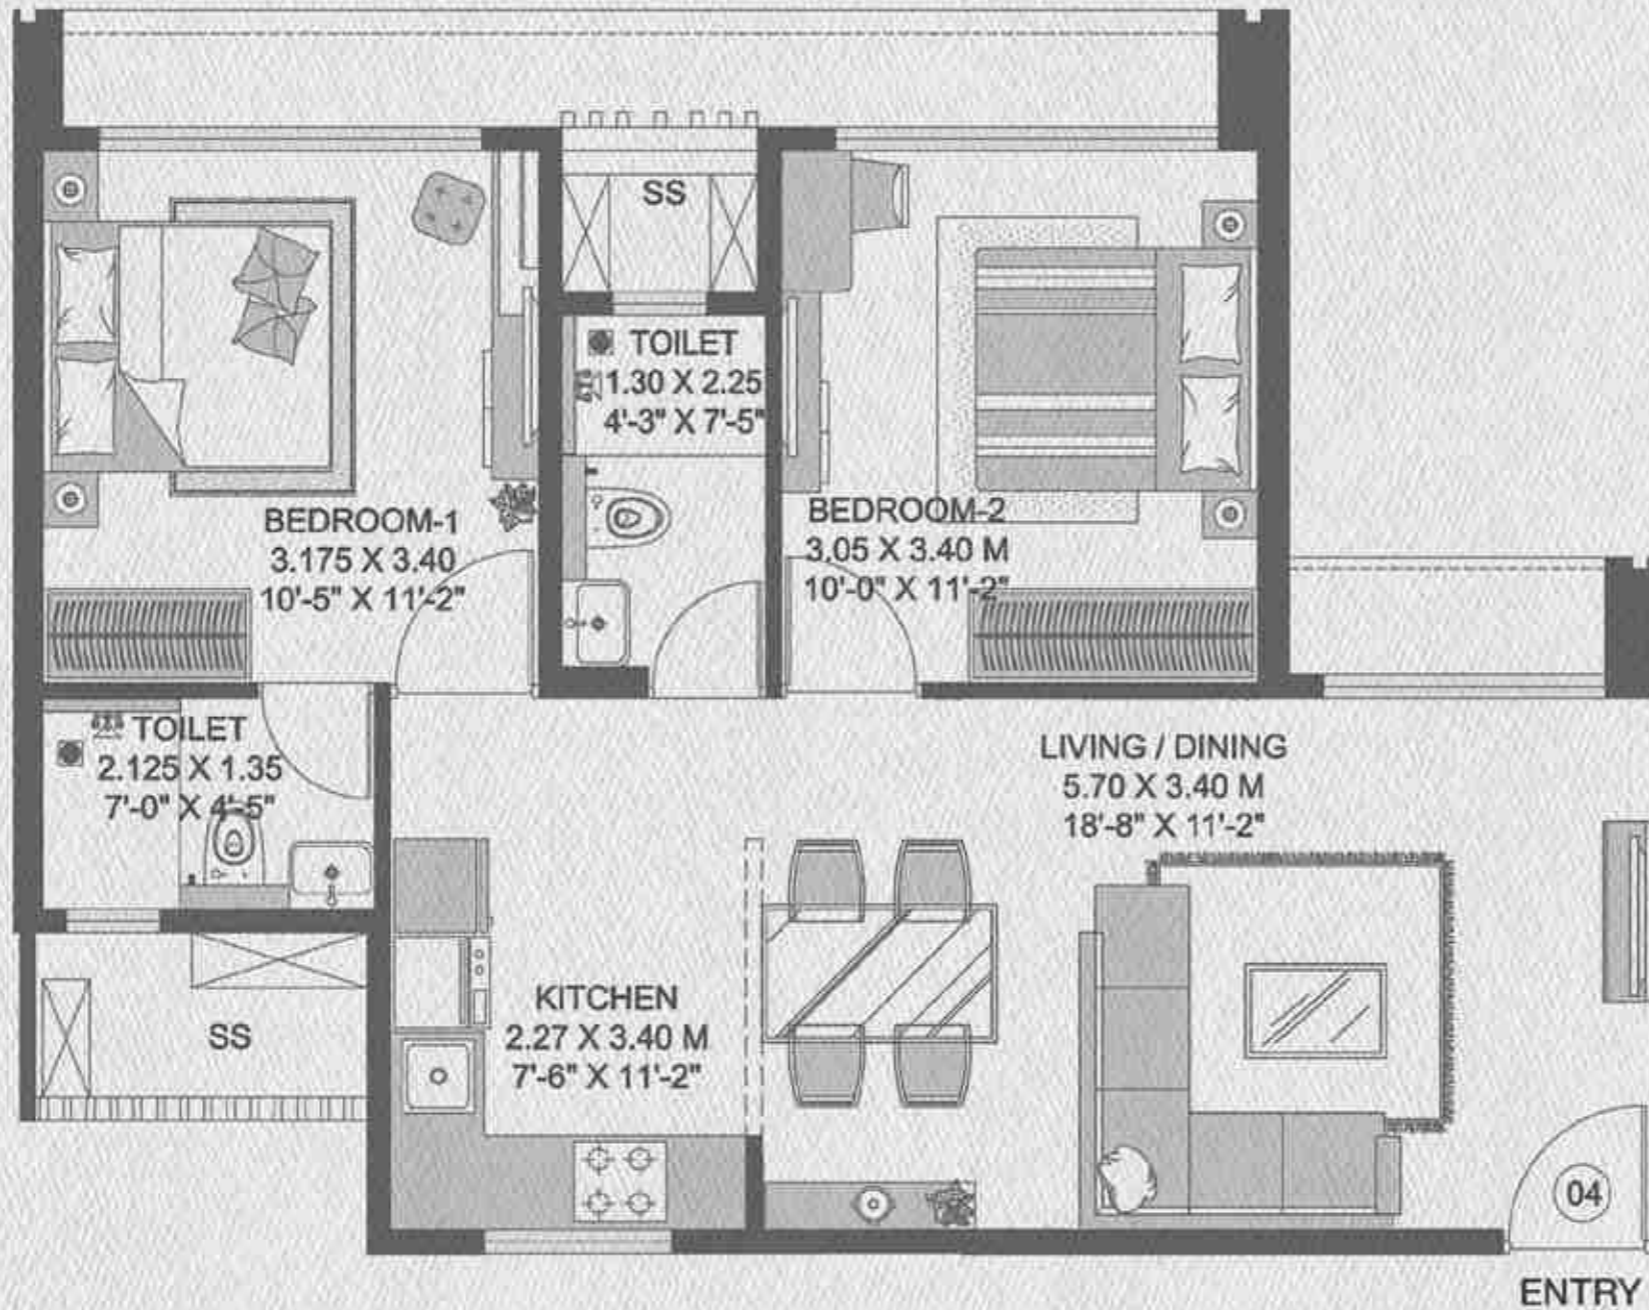 SS
TOILET
1.30 X 2.25
4'-3" X 7'-5"
BEDROOM-1
3.175 X 3.40
10'-5" X 11'-2"
BEDROOM-2
3.05 X 3.40 M
10'-0" X 11'-2"
TOILET
2.125 X 1.35
7'-0" X 4'-5"
LIVING / DINING
5.70 X 3.40 M
18'-8" X 11'-2"
SS
KITCHEN
2.27 X 3.40 M
7'-6" X 11'-2"
04
ENTRY